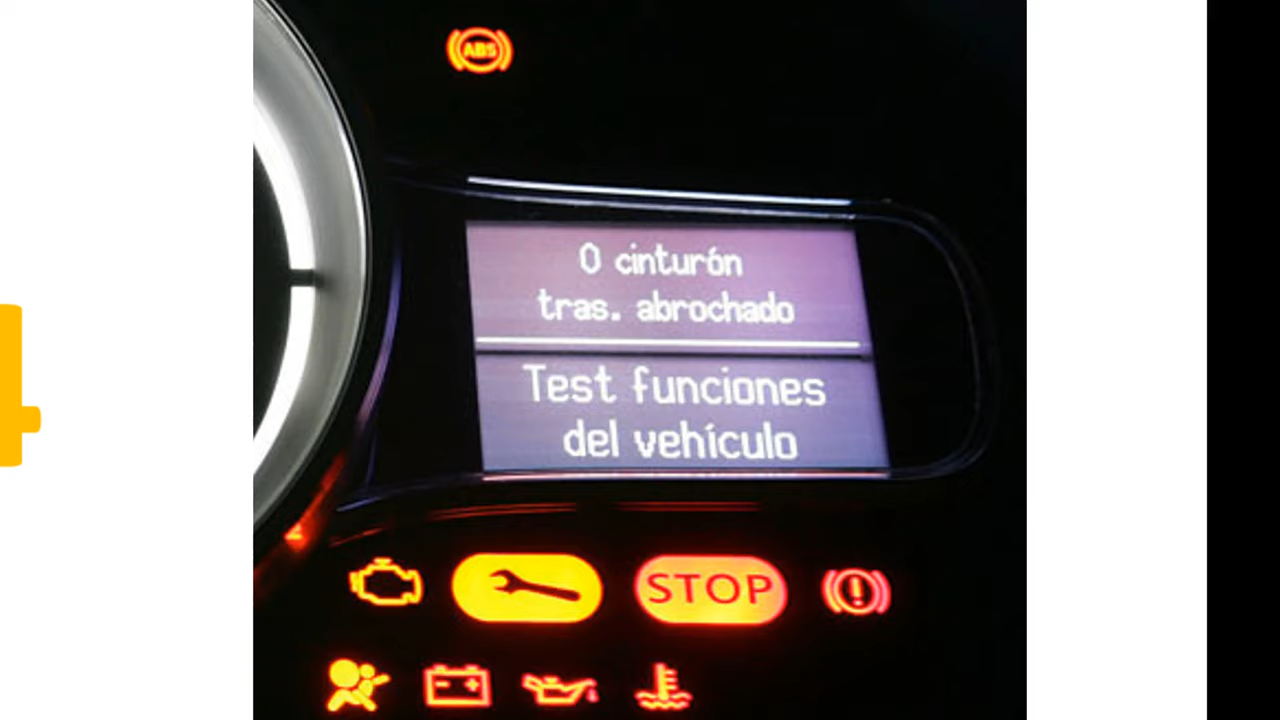 ABS
0 cinturón
tras. abrochado
Test funciones
del vehículo
STOP